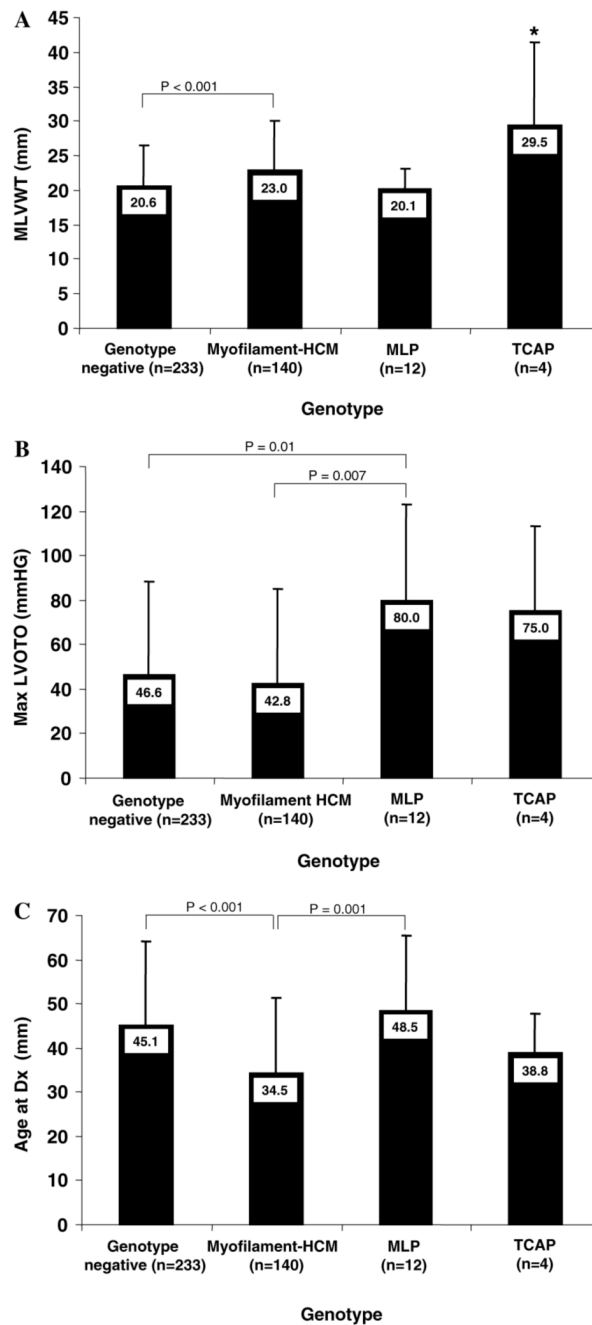 A
MLVWT (mm)
45
40
35
30
25
20
15
10
5
0
P < 0.001
*
20.6
23.0
20.1
29.5
Genotype Myofilament-HCM MLP TCAP
negative (n=233) (n=140) (n=12) (n=4)
Genotype
B
Max LVOTO (mmHG)
140
120
100
80
60
40
20
0
P = 0.01
P = 0.007
46.6
42.8
80.0
75.0
Genotype Myofilament HCM MLP TCAP
negative (n=233) (n=140) (n=12) (n=4)
Genotype
C
Age at Dx (mm)
70
60
50
40
30
20
10
0
P < 0.001 P = 0.001
45.1
34.5
48.5
38.8
Genotype Myofilament-HCM MLP TCAP
negative (n=233) (n=140) (n=12) (n=4)
Genotype